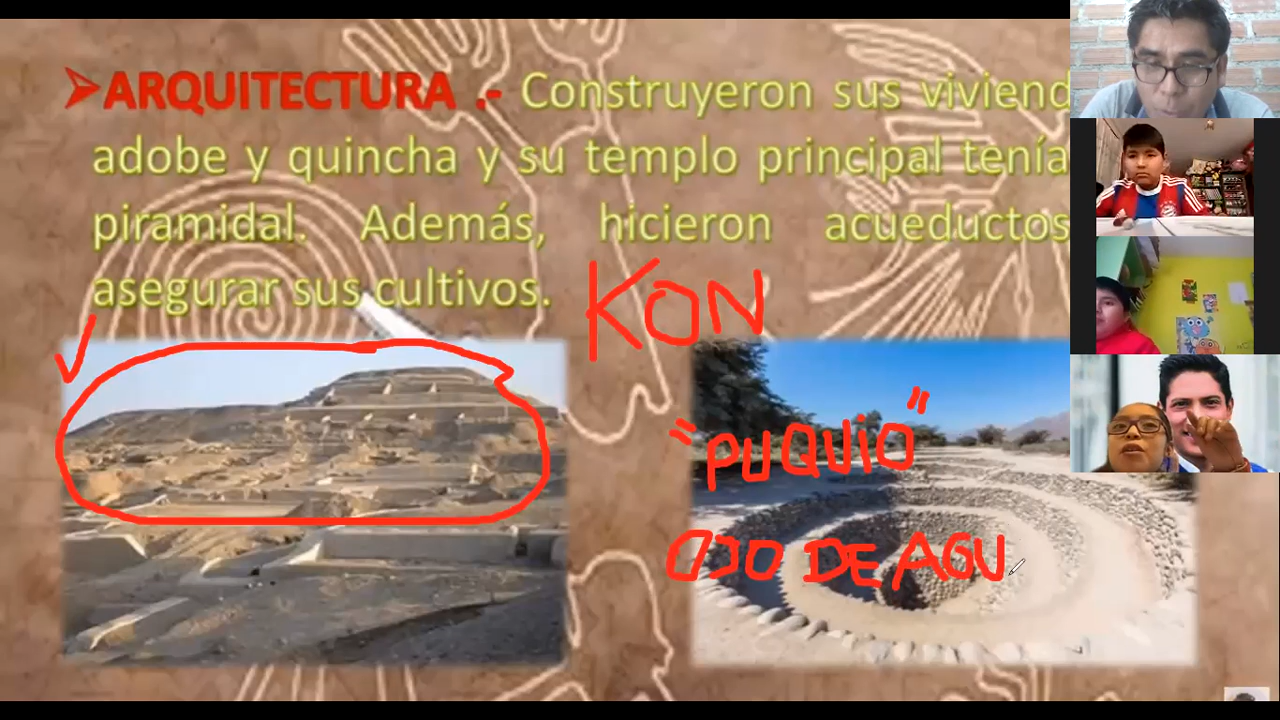 ➢ARQUITECTURA .- Construyeron sus viviend
adobe y quincha y su templo principal tenía
piramidal. Además, hicieron acueductos
asegurar sus cultivos.
KON
"PUQUIO"
OJO DE AGU